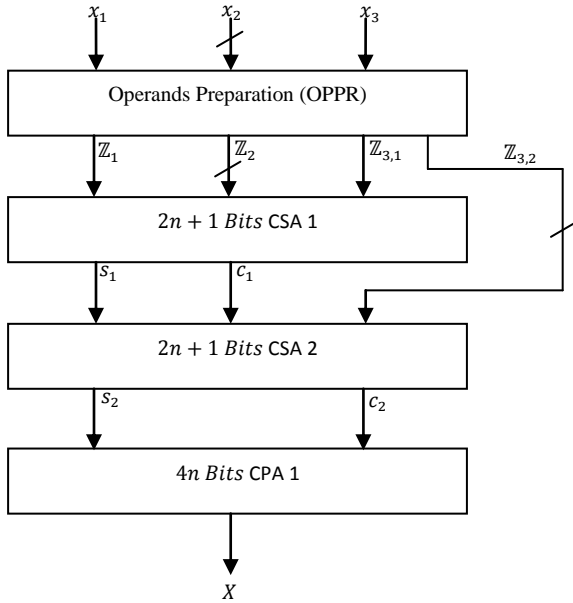 x₁ x₂ x₃
Operands Preparation (OPPR)
ℤ₁ ℤ₂ ℤ₃,₁ ℤ₃,₂
2n + 1 Bits CSA 1
s₁ c₁
2n + 1 Bits CSA 2
s₂ c₂
4n Bits CPA 1
X